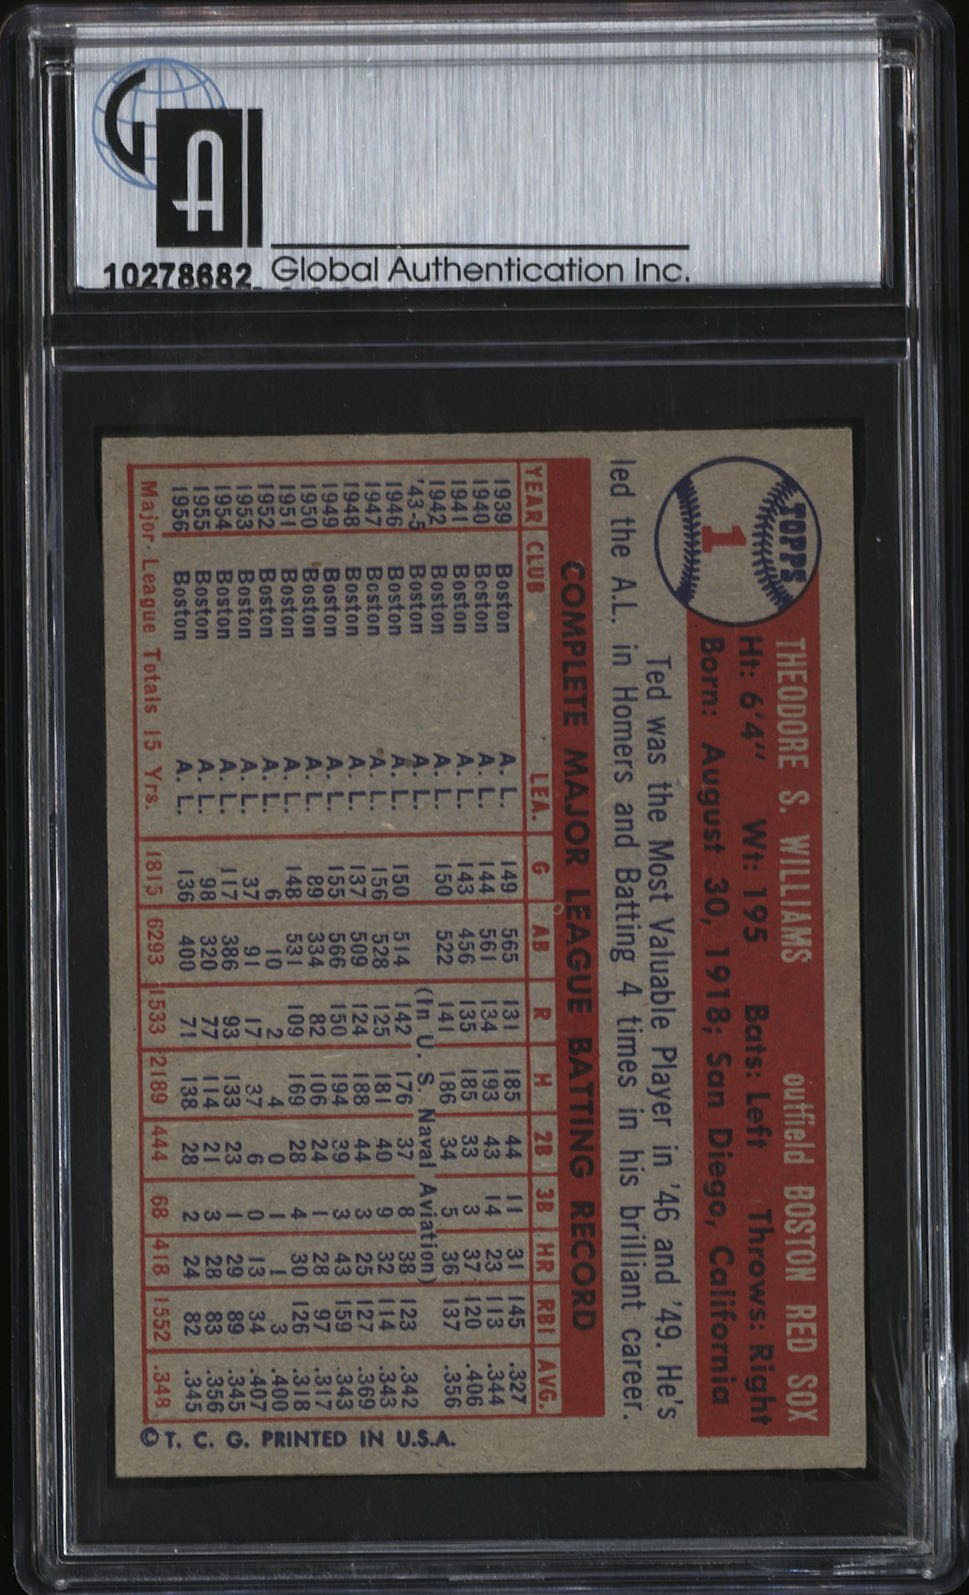 GA
10278682
Global Authentication Inc.
TOPPS
1
THEODORE S. WILLIAMS outfield BOSTON RED SOX
Ht: 6'4" Wt: 195 Bats: Left Throws: Right
Born: August 30, 1918; San Diego, California
Ted was the Most Valuable Player in '46 and '49. He's
led the A.L. in Homers and Batting 4 times in his brilliant career.
COMPLETE MAJOR LEAGUE BATTING RECORD
YEAR CLUB LEA. G AB R H 2B 3B HR RBI AVG.
1939 Boston A. L. 149 565 131 185 44 11 31 145 .327
1940 Boston A. L. 144 561 134 193 43 14 23 113 .344
1941 Boston A. L. 143 456 135 185 33 3 37 120 .406
1942 Boston A. L. 150 522 141 186 34 5 36 137 .356
'43-5 Boston A. L. (In U. S. Naval Aviation)
1946 Boston A. L. 150 514 142 176 37 8 38 123 .342
1947 Boston A. L. 156 528 125 181 40 9 32 114 .343
1948 Boston A. L. 137 509 124 188 44 3 25 127 .369
1949 Boston A. L. 155 566 150 194 39 3 43 159 .343
1950 Boston A. L. 89 334 82 106 24 1 28 97 .317
1951 Boston A. L. 148 531 109 169 28 4 30 126 .318
1952 Boston A. L. 6 10 2 4 0 1 1 3 .400
1953 Boston A. L. 37 91 17 37 6 0 13 34 .407
1954 Boston A. L. 117 386 93 133 23 1 29 89 .345
1955 Boston A. L. 98 320 77 114 21 3 28 83 .356
1956 Boston A. L. 136 400 71 138 28 2 24 82 .345
Major League Totals 15 Yrs. 1815 6293 1533 2189 444 68 418 1552 .348
© T. C. G. PRINTED IN U.S.A.